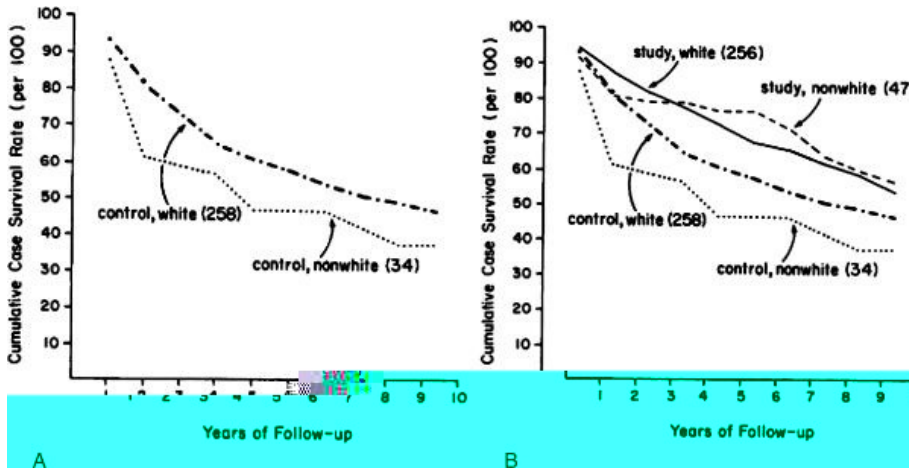 Cumulative Case Survival Rate (per 100)
100
90
80
70
60
50
40
30
20
10
control, white (258)
control, nonwhite (34)
1 2 3 4 5 6 7 8 9 10
Years of Follow-up
A
Cumulative Case Survival Rate (per 100)
100
90
80
70
60
50
40
30
20
10
study, white (256)
study, nonwhite (47
control, white (258)
control, nonwhite (34)
1 2 3 4 5 6 7 8 9
Years of Follow-up
B